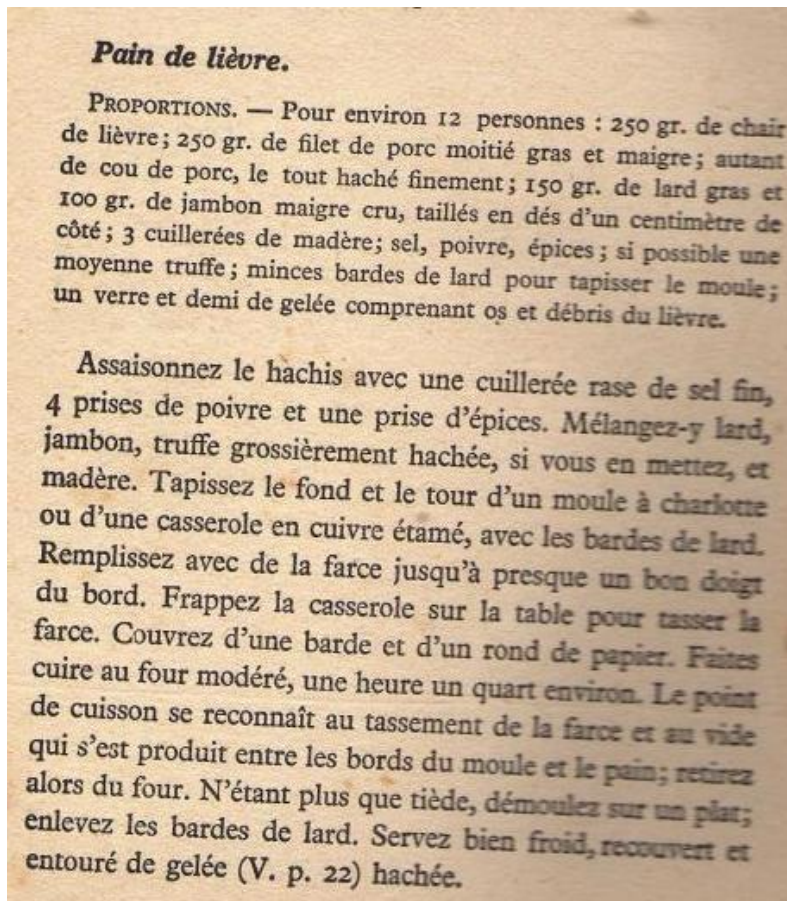 Pain de lièvre.
PROPORTIONS. — Pour environ 12 personnes : 250 gr. de chair
de lièvre ; 250 gr. de filet de porc moitié gras et maigre ; autant
de cou de porc, le tout haché finement ; 150 gr. de lard gras et
100 gr. de jambon maigre cru, taillés en dés d'un centimètre de
côté ; 3 cuillerées de madère ; sel, poivre, épices ; si possible une
moyenne truffe ; minces bardes de lard pour tapisser le moule ;
un verre et demi de gelée comprenant os et débris du lièvre.
Assaisonnez le hachis avec une cuillerée rase de sel fin,
4 prises de poivre et une prise d'épices. Mélangez-y lard,
jambon, truffe grossièrement hachée, si vous en mettez, et
madère. Tapissez le fond et le tour d'un moule à charlotte
ou d'une casserole en cuivre étamé, avec les bardes de lard.
Remplissez avec de la farce jusqu'à presque un bon doigt
du bord. Frappez la casserole sur la table pour tasser la
farce. Couvrez d'une barde et d'un rond de papier. Faites
cuire au four modéré, une heure un quart environ. Le point
de cuisson se reconnaît au tassement de la farce et au vide
qui s'est produit entre les bords du moule et le pain ; retirez
alors du four. N'étant plus que tiède, démoulez sur un plat ;
enlevez les bardes de lard. Servez bien froid, recouvert et
entouré de gelée (V. p. 22) hachée.